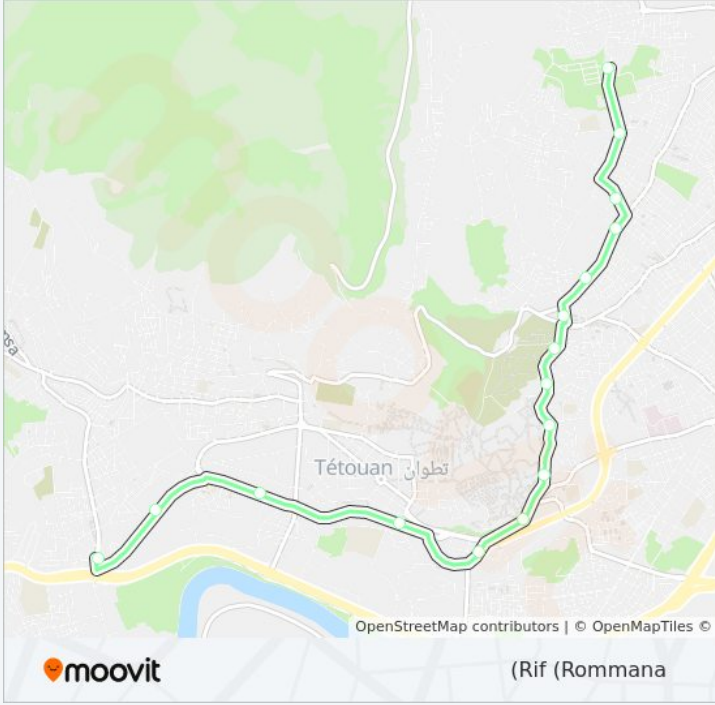 nsa
Tétouan تطوان
OpenStreetMap contributors | © OpenMapTiles ©
moovit
(Rif (Rommana